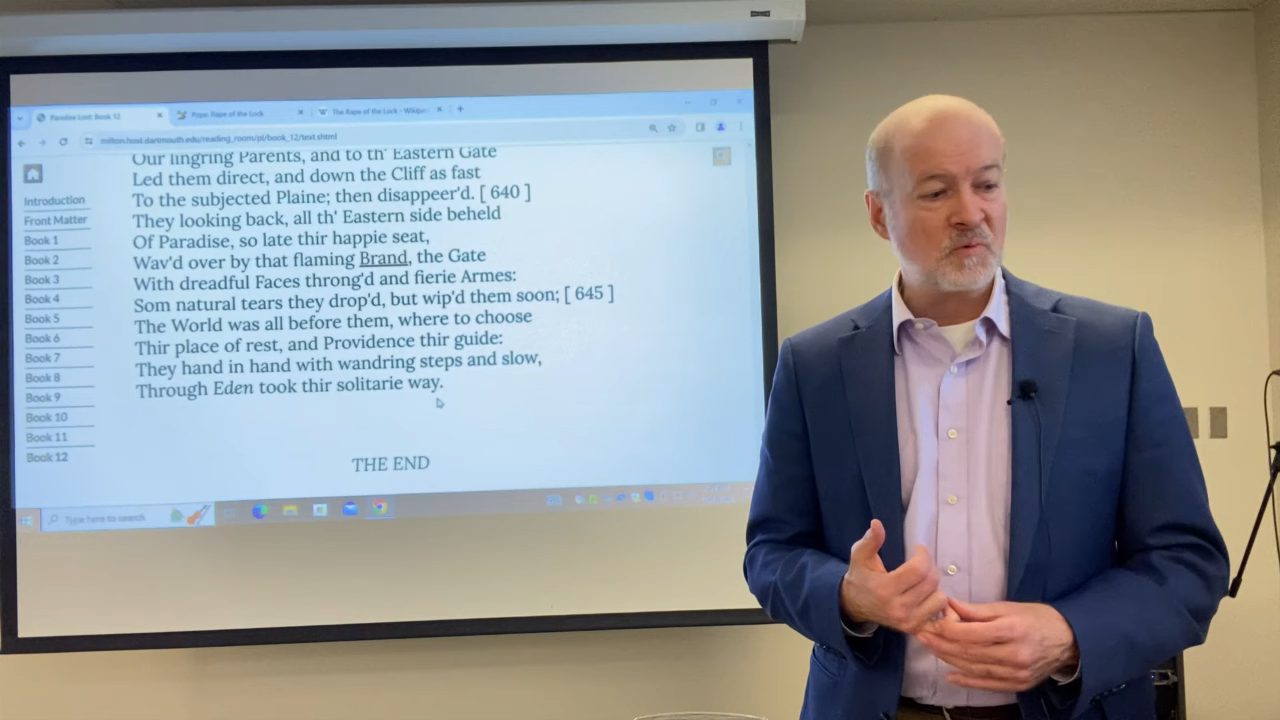 Paradise Lost: Book 12
Pope: Rape of the Lock
The Rape of the Lock - Wikipe
milton.host.dartmouth.edu/reading_room/pl/book_12/text.shtml
Introduction
Front Matter
Book 1
Book 2
Book 3
Book 4
Book 5
Book 6
Book 7
Book 8
Book 9
Book 10
Book 11
Book 12
Our lingring Parents, and to th' Eastern Gate
Led them direct, and down the Cliff as fast
To the subjected Plaine; then disappeer'd. [ 640 ]
They looking back, all th' Eastern side beheld
Of Paradise, so late thir happie seat,
Wav'd over by that flaming Brand, the Gate
With dreadful Faces throng'd and fierie Armes:
Som natural tears they drop'd, but wip'd them soon; [ 645 ]
The World was all before them, where to choose
Thir place of rest, and Providence thir guide:
They hand in hand with wandring steps and slow,
Through Eden took thir solitarie way.
THE END
Type here to search